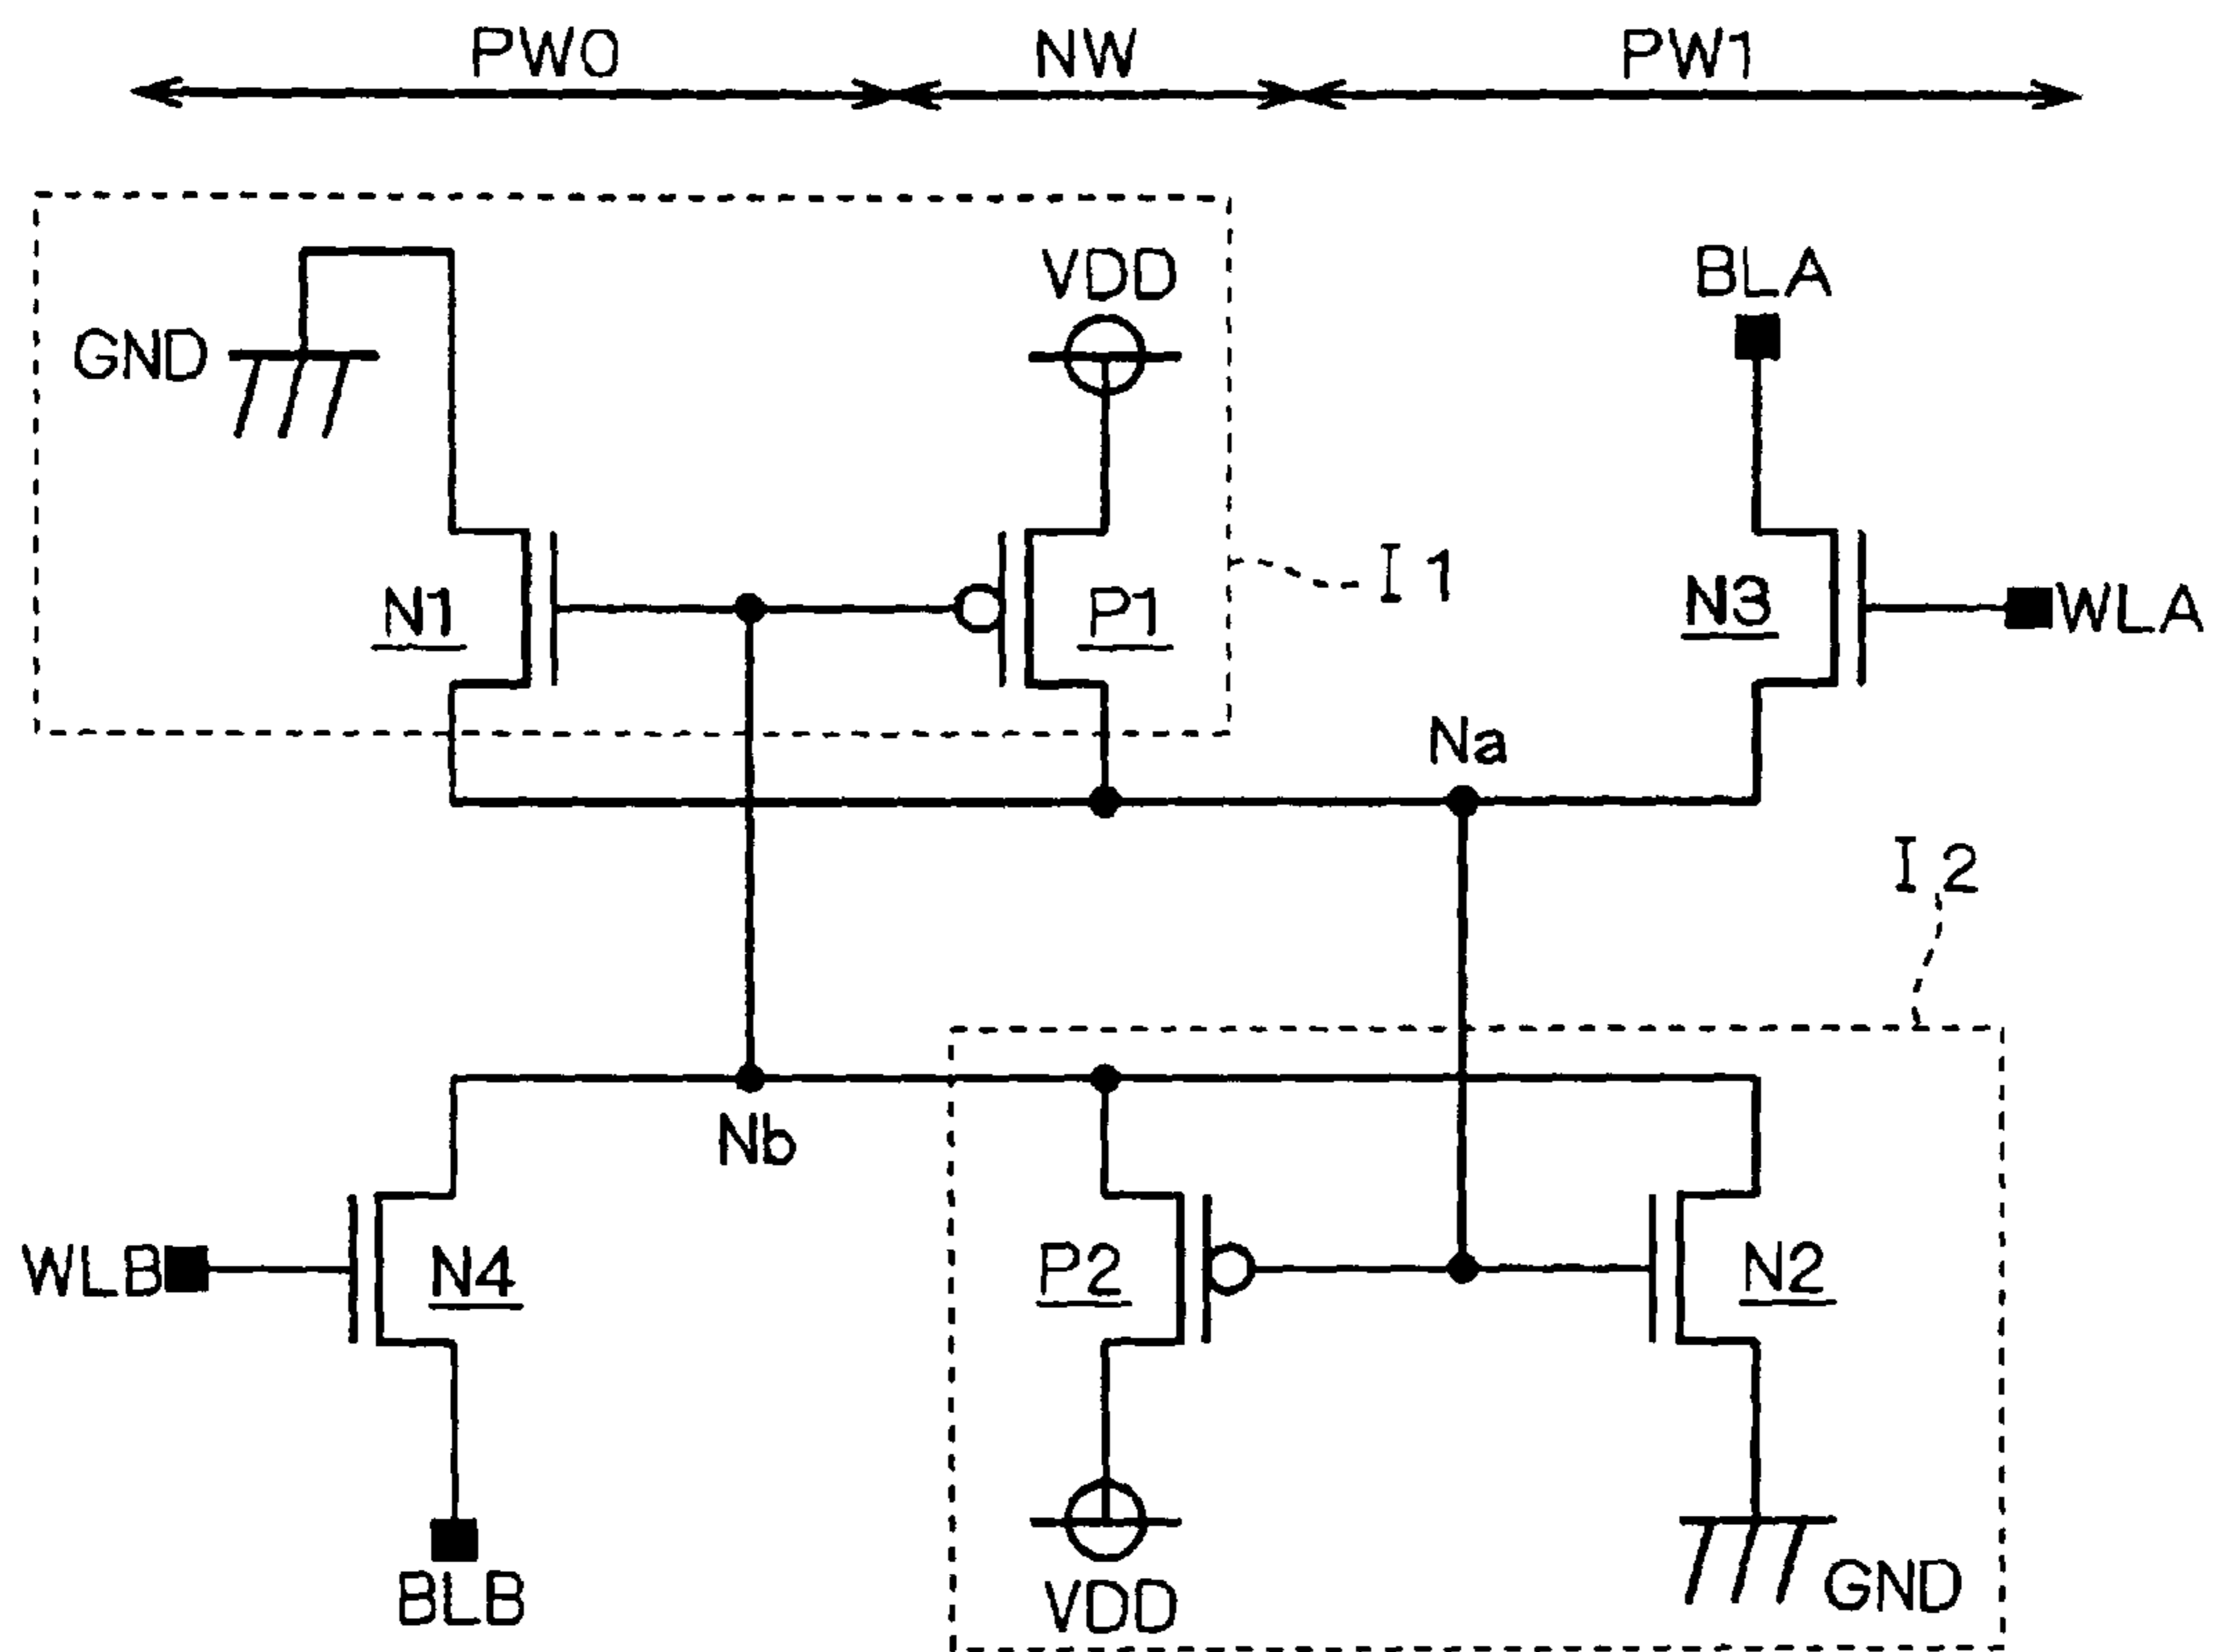 PW0 NW PW1
VDD BLA
GND
I1
N1 P1 N3 WLA
Na
I2
Nb
WLB N4 P2 N2
BLB VDD GND